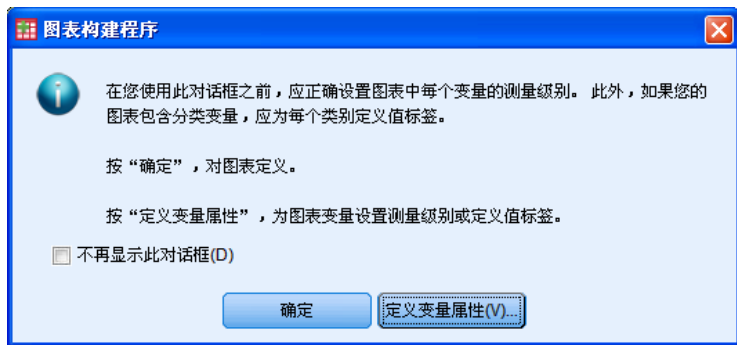 图表构建程序
在您使用此对话框之前，应正确设置图表中每个变量的测量级别。 此外，如果您的
图表包含分类变量，应为每个类别定义值标签。
按“确定”，对图表定义。
按“定义变量属性”，为图表变量设置测量级别或定义值标签。
不再显示此对话框(D)
确定
定义变量属性(V)...